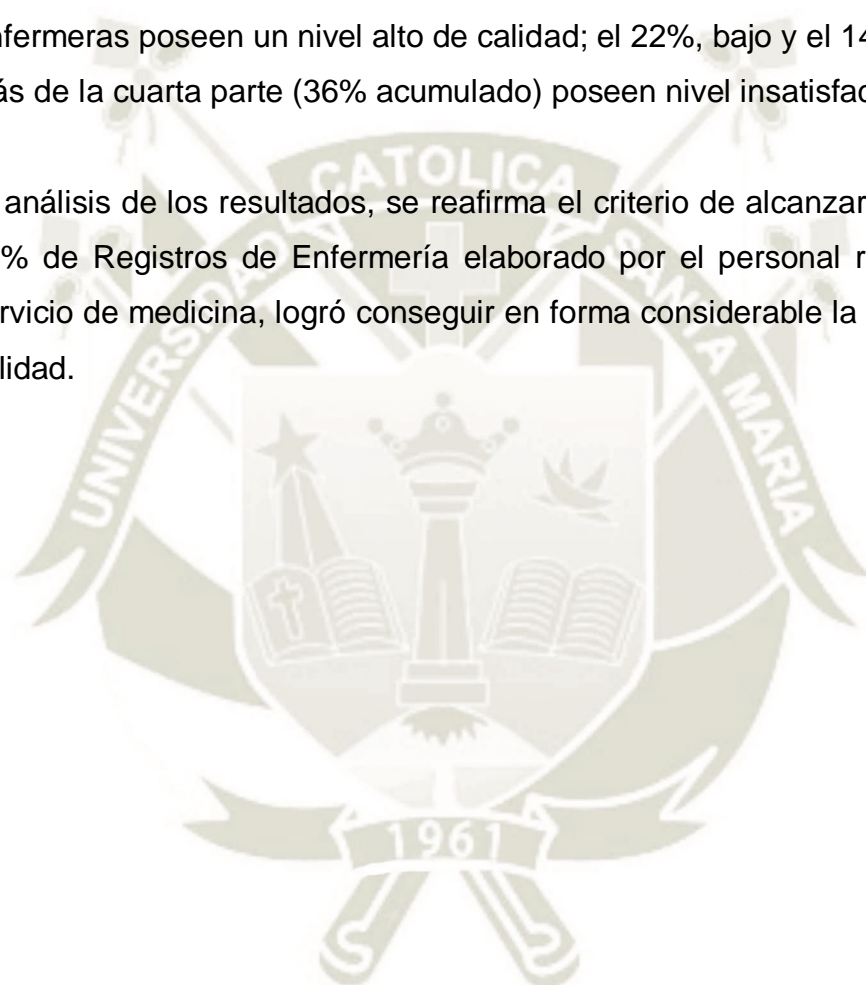 nfermeras poseen un nivel alto de calidad; el 22%, bajo y el 14
ás de la cuarta parte (36% acumulado) poseen nivel insatisfac
análisis de los resultados, se reafirma el criterio de alcanzar
% de Registros de Enfermería elaborado por el personal r
rvicio de medicina, logró conseguir en forma considerable la
lidad.
UNIVERSIDAD CATOLICA SANTA MARIA
1961